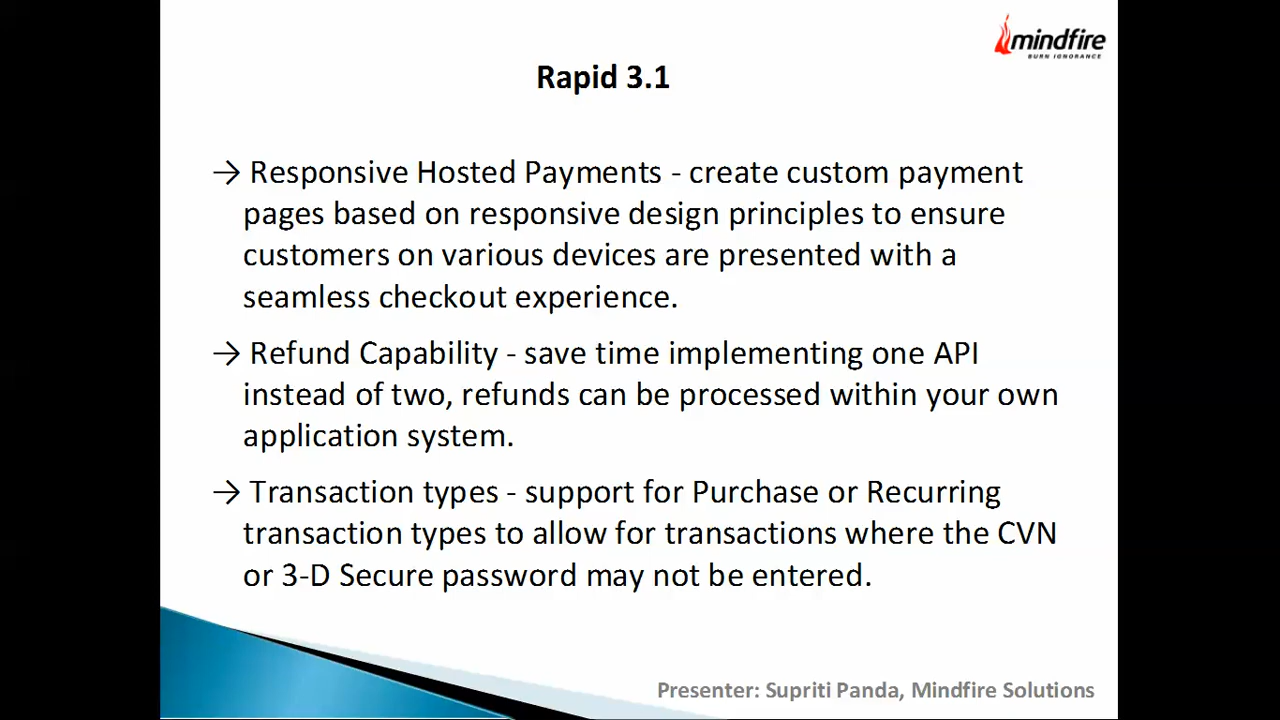 mindfire
BURN IGNORANCE
Rapid 3.1
→ Responsive Hosted Payments - create custom payment
pages based on responsive design principles to ensure
customers on various devices are presented with a
seamless checkout experience.
→ Refund Capability - save time implementing one API
instead of two, refunds can be processed within your own
application system.
→ Transaction types - support for Purchase or Recurring
transaction types to allow for transactions where the CVN
or 3-D Secure password may not be entered.
Presenter: Supriti Panda, Mindfire Solutions